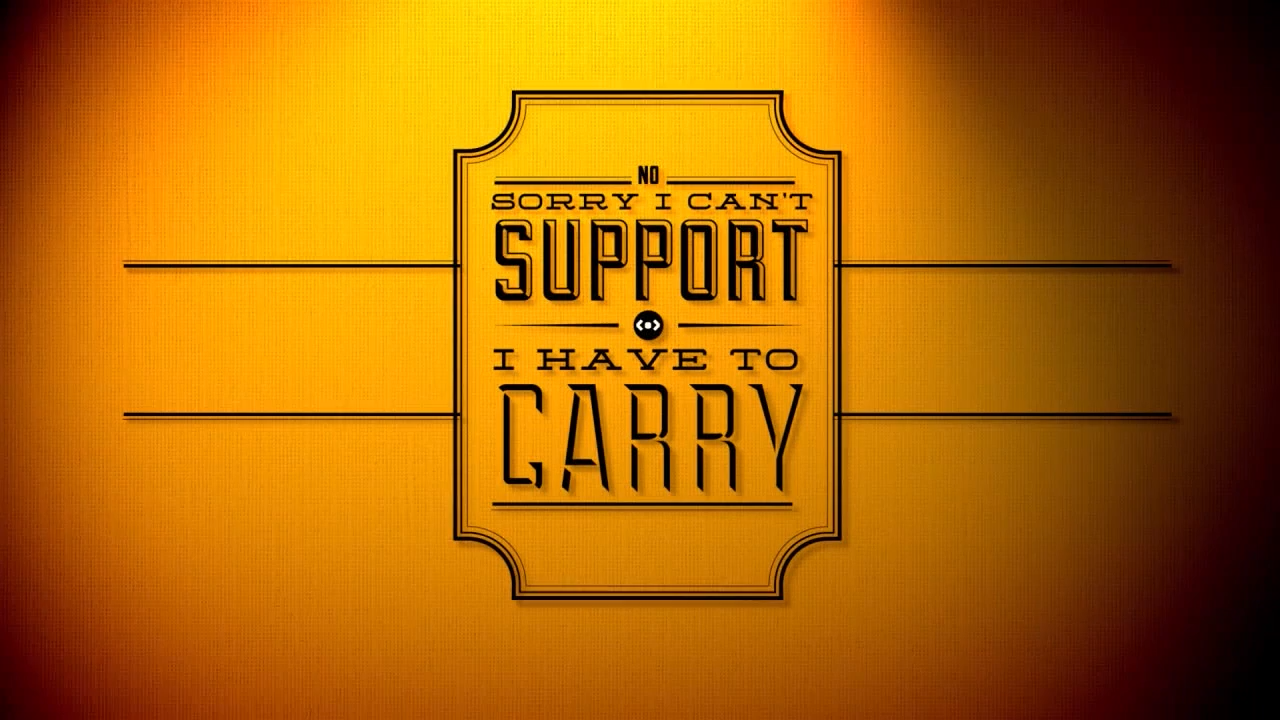 NO
SORRY I CAN'T
SUPPORT
I HAVE TO
CARRY